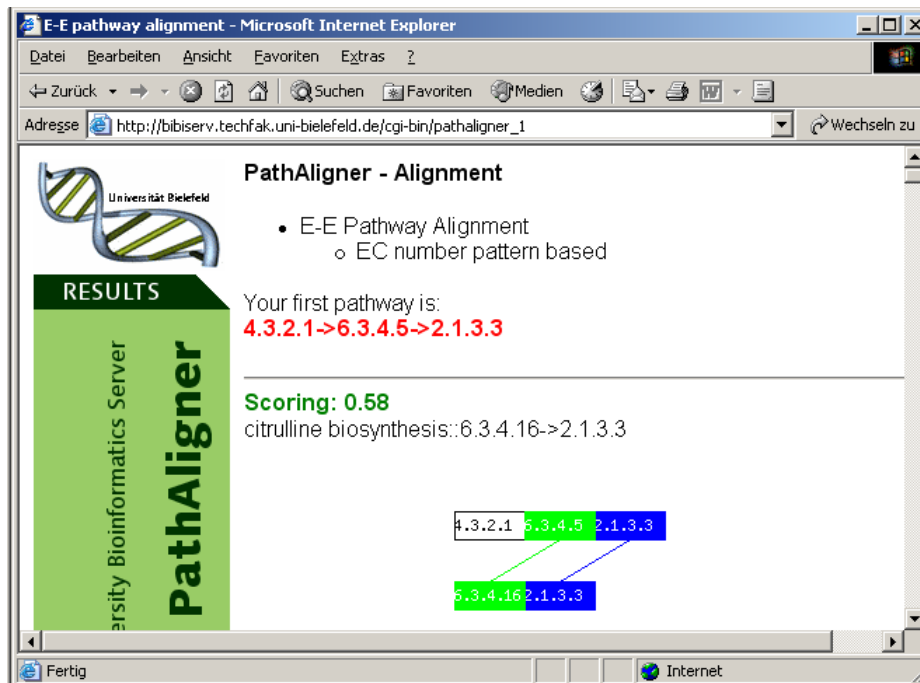 E-E pathway alignment - Microsoft Internet Explorer
Datei Bearbeiten Ansicht Favoriten Extras ?
Zurück Suchen Favoriten Medien
Adresse http://bibiserv.techfak.uni-bielefeld.de/cgi-bin/pathaligner_1 Wechseln zu
Universität Bielefeld
RESULTS
ersity Bioinformatics Server
PathAligner
PathAligner - Alignment
E-E Pathway Alignment
EC number pattern based
Your first pathway is:
4.3.2.1->6.3.4.5->2.1.3.3
Scoring: 0.58
citrulline biosynthesis::6.3.4.16->2.1.3.3
4.3.2.1 6.3.4.5 2.1.3.3
6.3.4.16 2.1.3.3
Fertig Internet